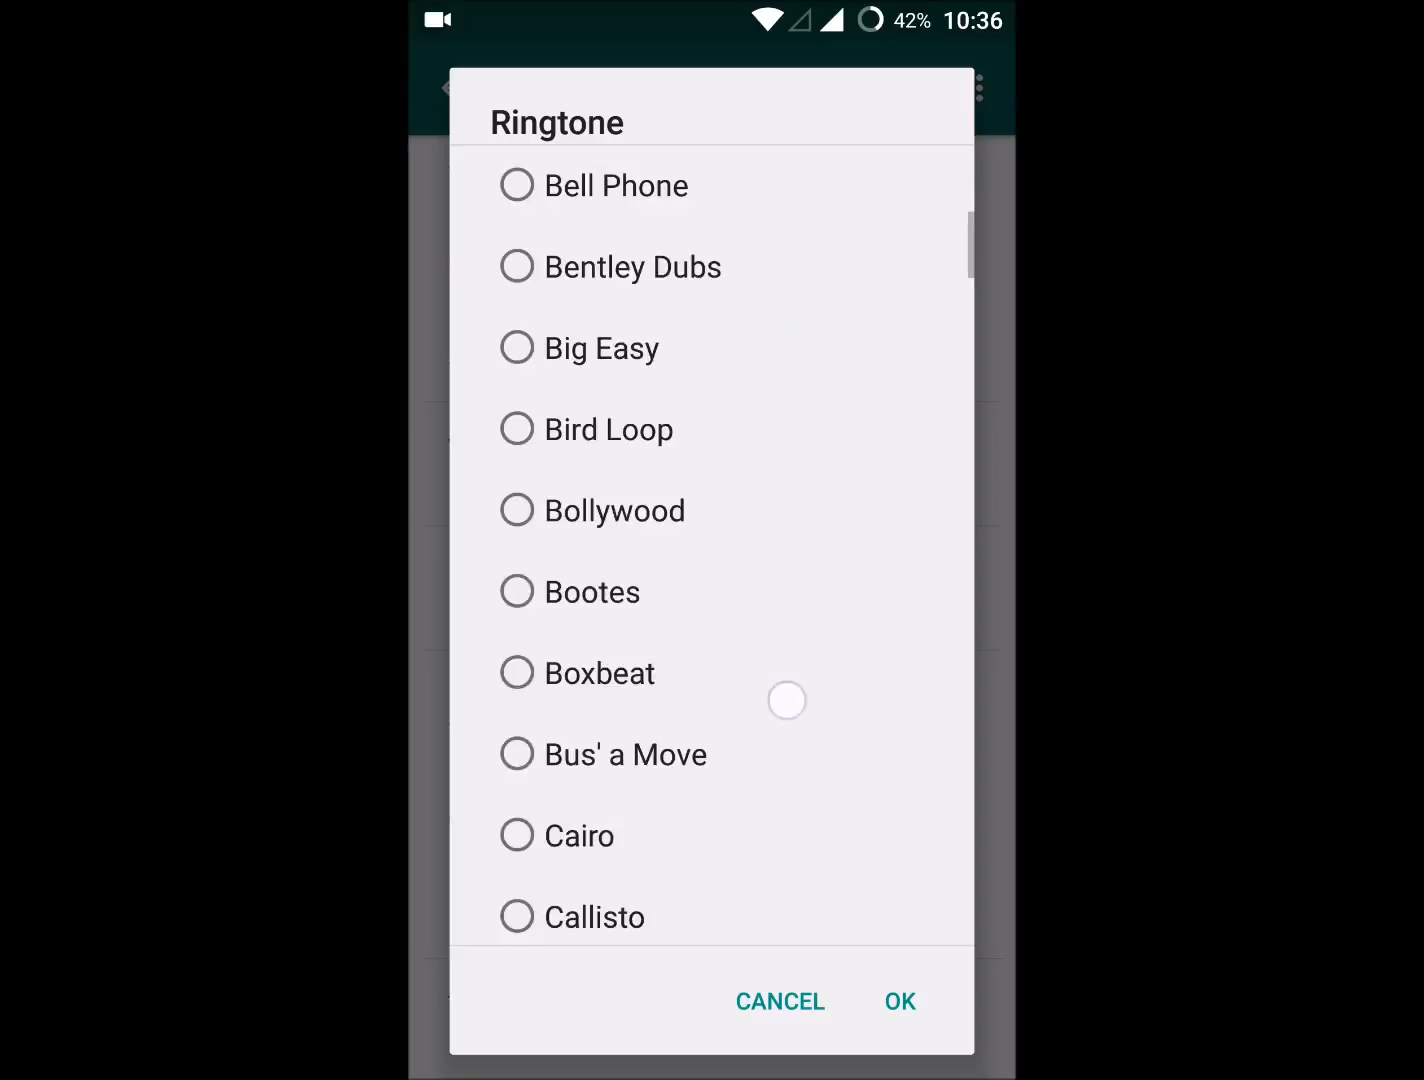 42% 10:36
Ringtone
Bell Phone
Bentley Dubs
Big Easy
Bird Loop
Bollywood
Bootes
Boxbeat
Bus' a Move
Cairo
Callisto
CANCEL OK